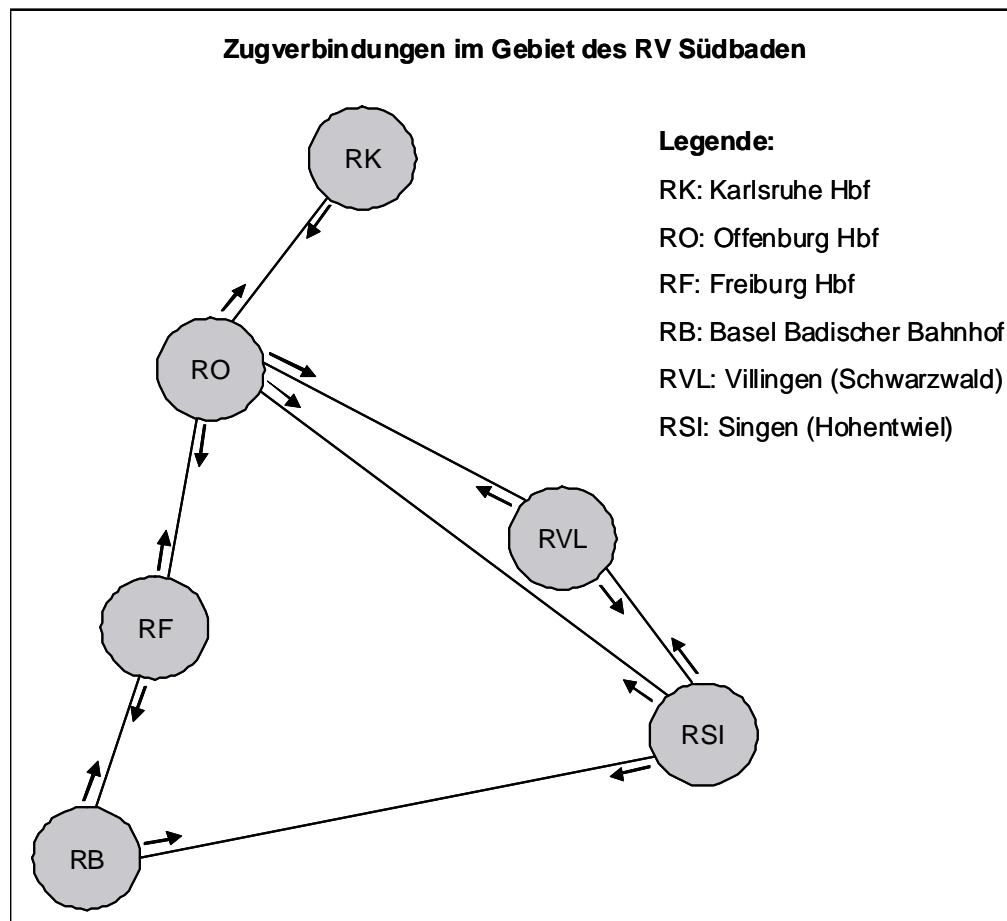 Zugverbindungen im Gebiet des RV Südbaden
RK
Legende:
RK: Karlsruhe Hbf
RO: Offenburg Hbf
RF: Freiburg Hbf
RB: Basel Badischer Bahnhof
RVL: Villingen (Schwarzwald)
RSI: Singen (Hohentwiel)
RO
RVL
RF
RSI
RB